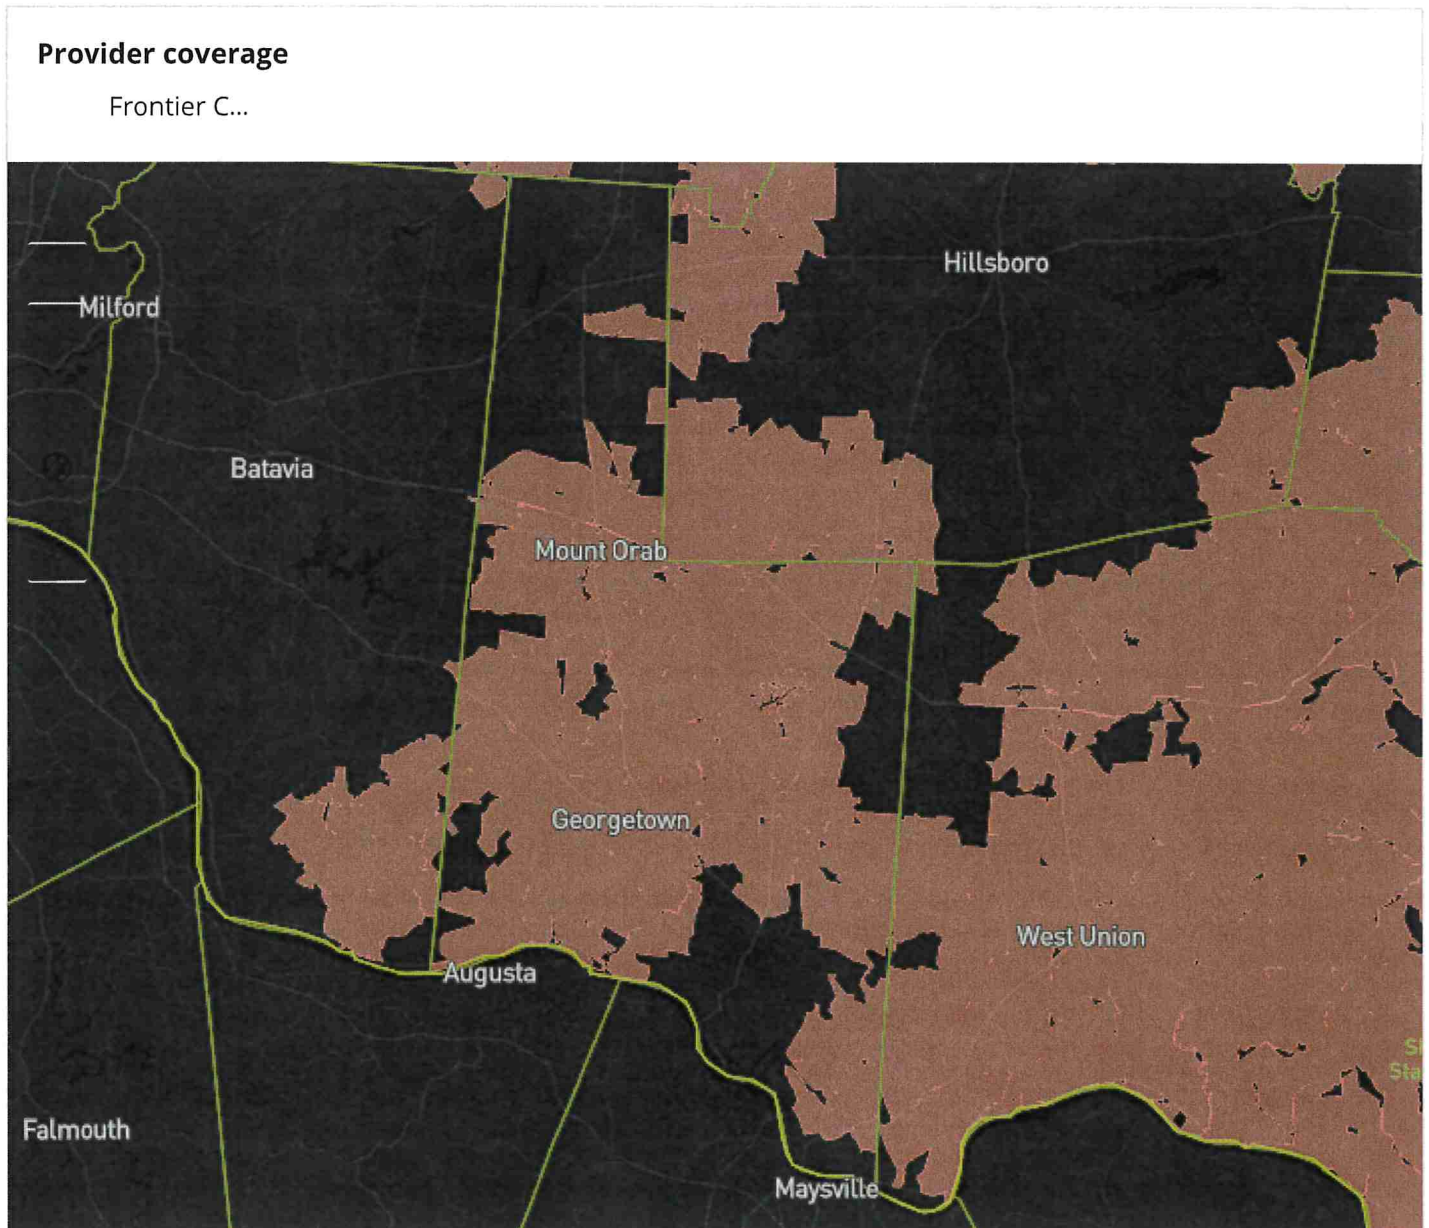 Provider coverage
Frontier C...
Hillsboro
Milford
Batavia
Mount Orab
Georgetown
West Union
Augusta
Falmouth
Maysville